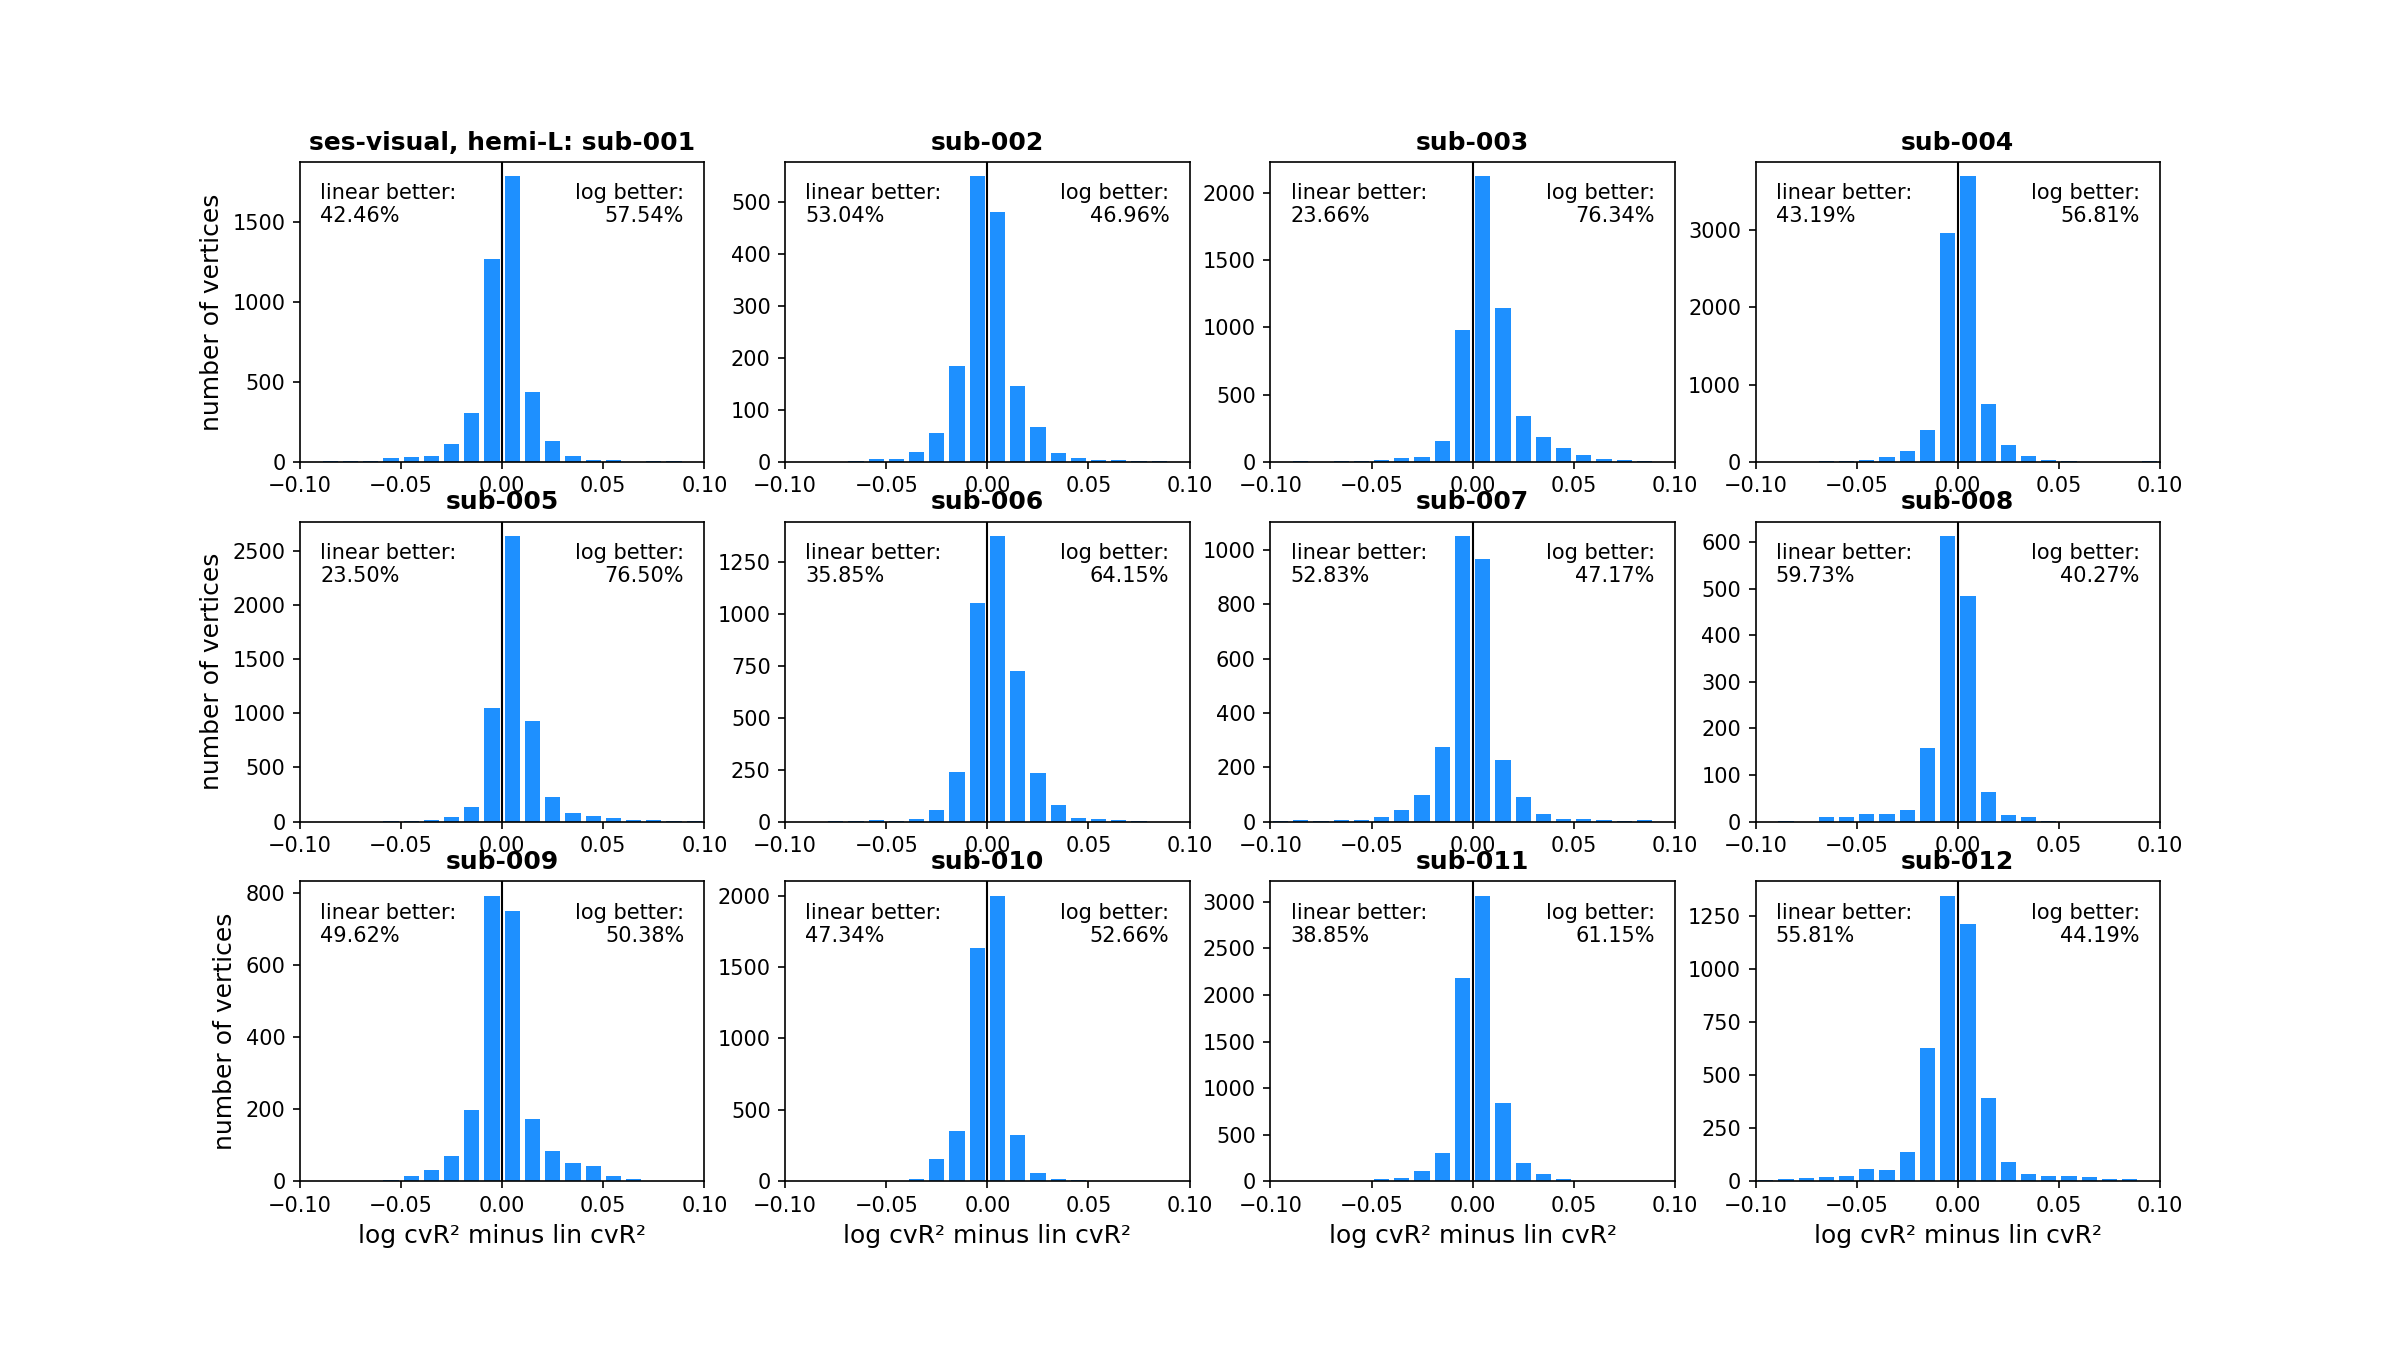 ses-visual, hemi-L: sub-001
number of vertices
linear better:
42.46%
log better:
57.54%
1500
1000
500
0
−0.10 −0.05 0.00 0.05 0.10
sub-002
linear better:
53.04%
log better:
46.96%
500
400
300
200
100
0
−0.10 −0.05 0.00 0.05 0.10
sub-003
linear better:
23.66%
log better:
76.34%
2000
1500
1000
500
0
−0.10 −0.05 0.00 0.05 0.10
sub-004
linear better:
43.19%
log better:
56.81%
3000
2000
1000
0
−0.10 −0.05 0.00 0.05 0.10
sub-005
number of vertices
linear better:
23.50%
log better:
76.50%
2500
2000
1500
1000
500
0
−0.10 −0.05 0.00 0.05 0.10
sub-006
linear better:
35.85%
log better:
64.15%
1250
1000
750
500
250
0
−0.10 −0.05 0.00 0.05 0.10
sub-007
linear better:
52.83%
log better:
47.17%
1000
800
600
400
200
0
−0.10 −0.05 0.00 0.05 0.10
sub-008
linear better:
59.73%
log better:
40.27%
600
500
400
300
200
100
0
−0.10 −0.05 0.00 0.05 0.10
sub-009
number of vertices
linear better:
49.62%
log better:
50.38%
800
600
400
200
0
−0.10 −0.05 0.00 0.05 0.10
log cvR² minus lin cvR²
sub-010
linear better:
47.34%
log better:
52.66%
2000
1500
1000
500
0
−0.10 −0.05 0.00 0.05 0.10
log cvR² minus lin cvR²
sub-011
linear better:
38.85%
log better:
61.15%
3000
2500
2000
1500
1000
500
0
−0.10 −0.05 0.00 0.05 0.10
log cvR² minus lin cvR²
sub-012
linear better:
55.81%
log better:
44.19%
1250
1000
750
500
250
0
−0.10 −0.05 0.00 0.05 0.10
log cvR² minus lin cvR²